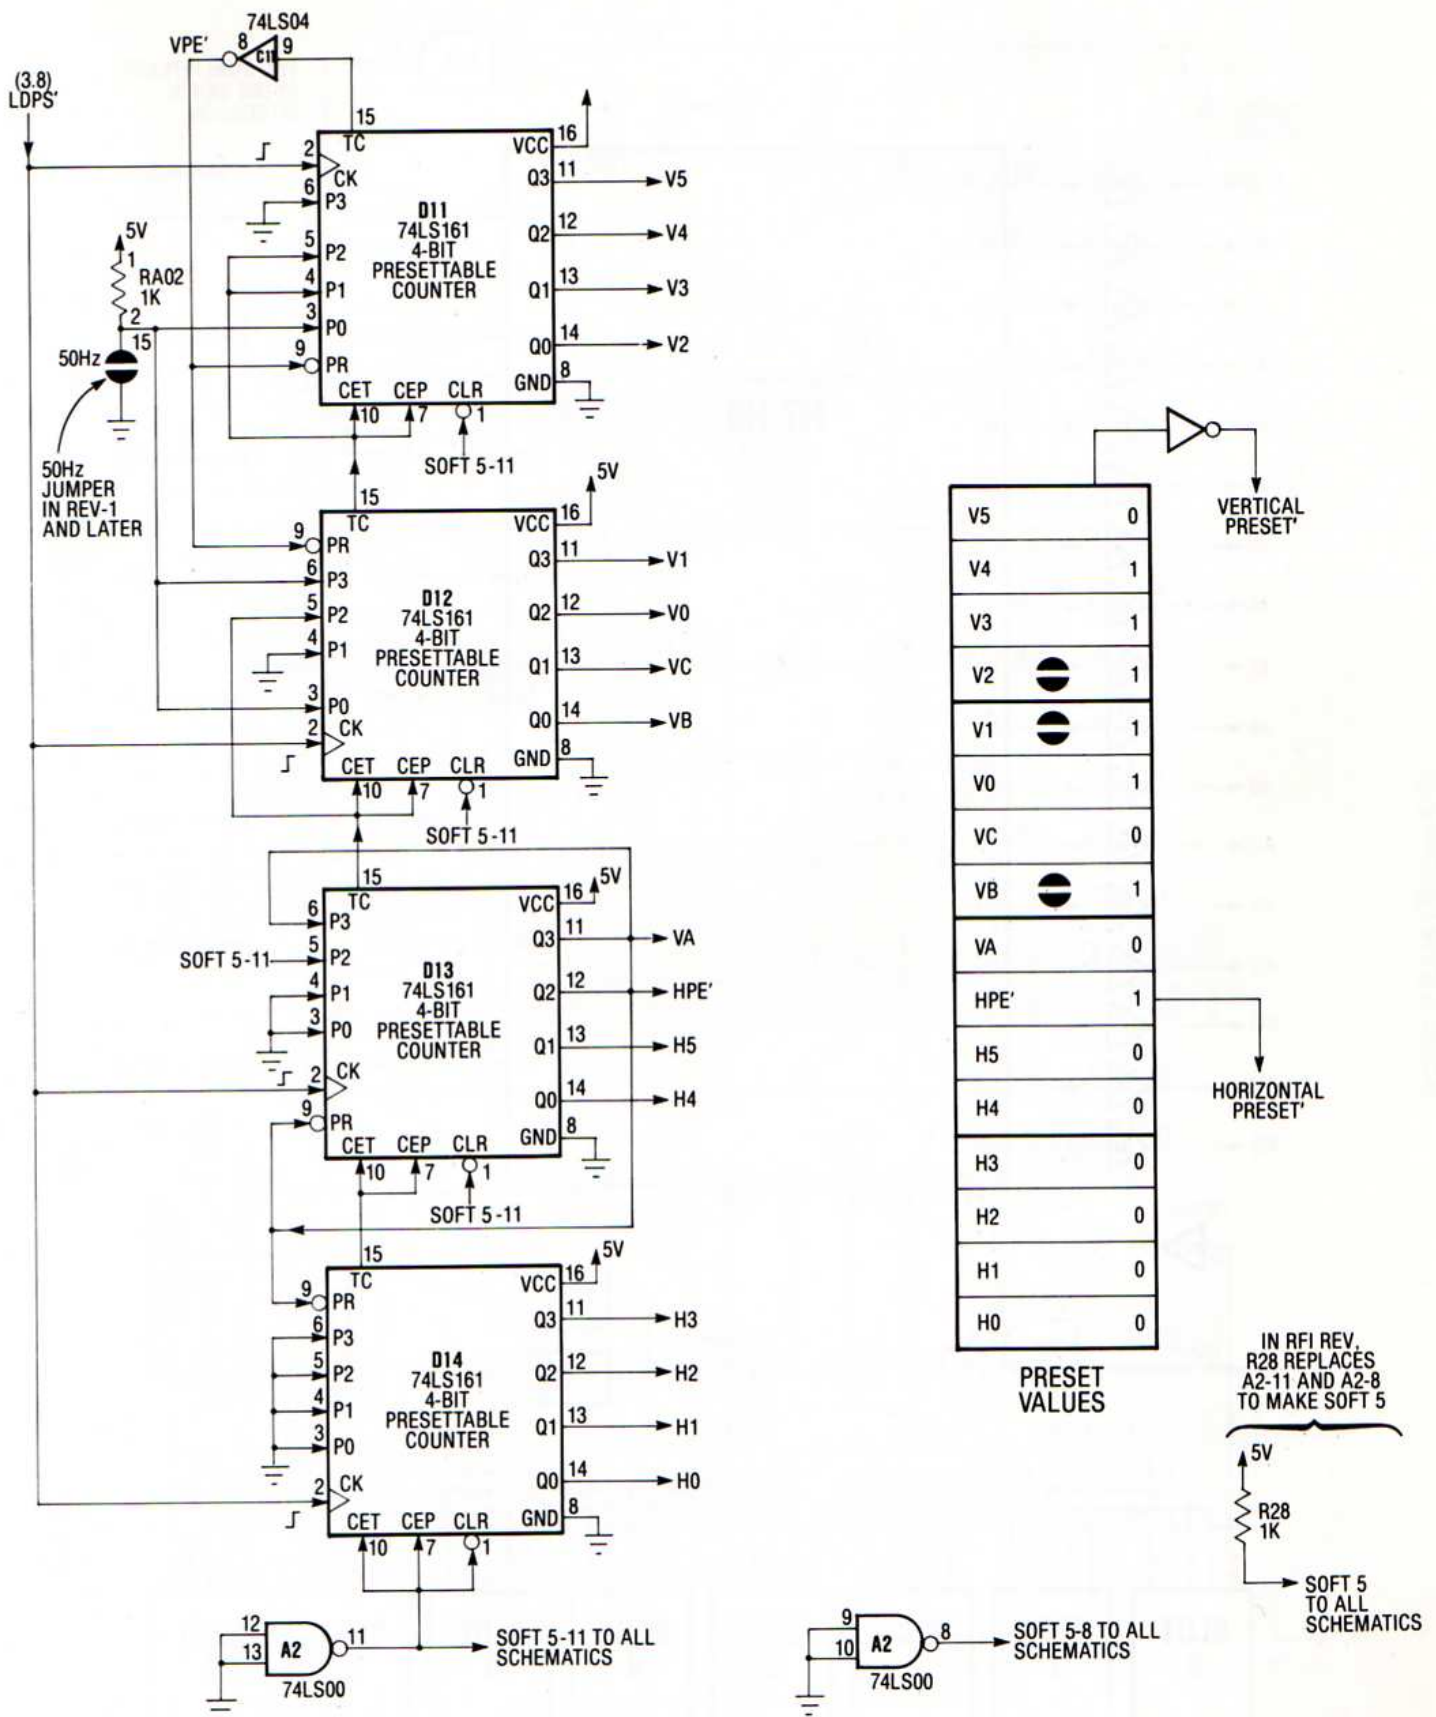 74LS04
VPE' 8 C11 9
(3.8)
LDPS'
15
TC
VCC 16
2 CK
Q3 11 V5
6 P3
D11
74LS161
4-BIT
PRESETTABLE
COUNTER
Q2 12 V4
5V
1
RA02
1K
2
15
5 P2
4 P1
Q1 13 V3
3 P0
Q0 14 V2
50Hz
9 PR
GND 8
CET CEP CLR
10 7 1
SOFT 5-11
50Hz
JUMPER
IN REV-1
AND LATER
15
TC
5V
VCC 16
9 PR
Q3 11 V1
6 P3
D12
74LS161
4-BIT
PRESETTABLE
COUNTER
5 P2
Q2 12 V0
4 P1
Q1 13 VC
3 P0
Q0 14 VB
2 CK
GND 8
CET CEP CLR
10 7 1
SOFT 5-11
15
TC
5V
VCC 16
6 P3
Q3 11 VA
SOFT 5-11 5 P2
D13
74LS161
4-BIT
PRESETTABLE
COUNTER
4 P1
Q2 12 HPE'
3 P0
Q1 13 H5
2 CK
Q0 14 H4
9 PR
GND 8
CET CEP CLR
10 7 1
SOFT 5-11
15
TC
5V
VCC 16
9 PR
Q3 11 H3
6 P3
D14
74LS161
4-BIT
PRESETTABLE
COUNTER
5 P2
Q2 12 H2
4 P1
Q1 13 H1
3 P0
Q0 14 H0
2 CK
GND 8
CET CEP CLR
10 7 1
12
13 A2 11
74LS00
SOFT 5-11 TO ALL
SCHEMATICS
VERTICAL
PRESET'
V5 0
V4 1
V3 1
V2 1
V1 1
V0 1
VC 0
VB 1
VA 0
HPE' 1
H5 0
H4 0
H3 0
H2 0
H1 0
H0 0
HORIZONTAL
PRESET'
PRESET
VALUES
IN RFI REV,
R28 REPLACES
A2-11 AND A2-8
TO MAKE SOFT 5
5V
R28
1K
SOFT 5
TO ALL
SCHEMATICS
9
10 A2 8
74LS00
SOFT 5-8 TO ALL
SCHEMATICS